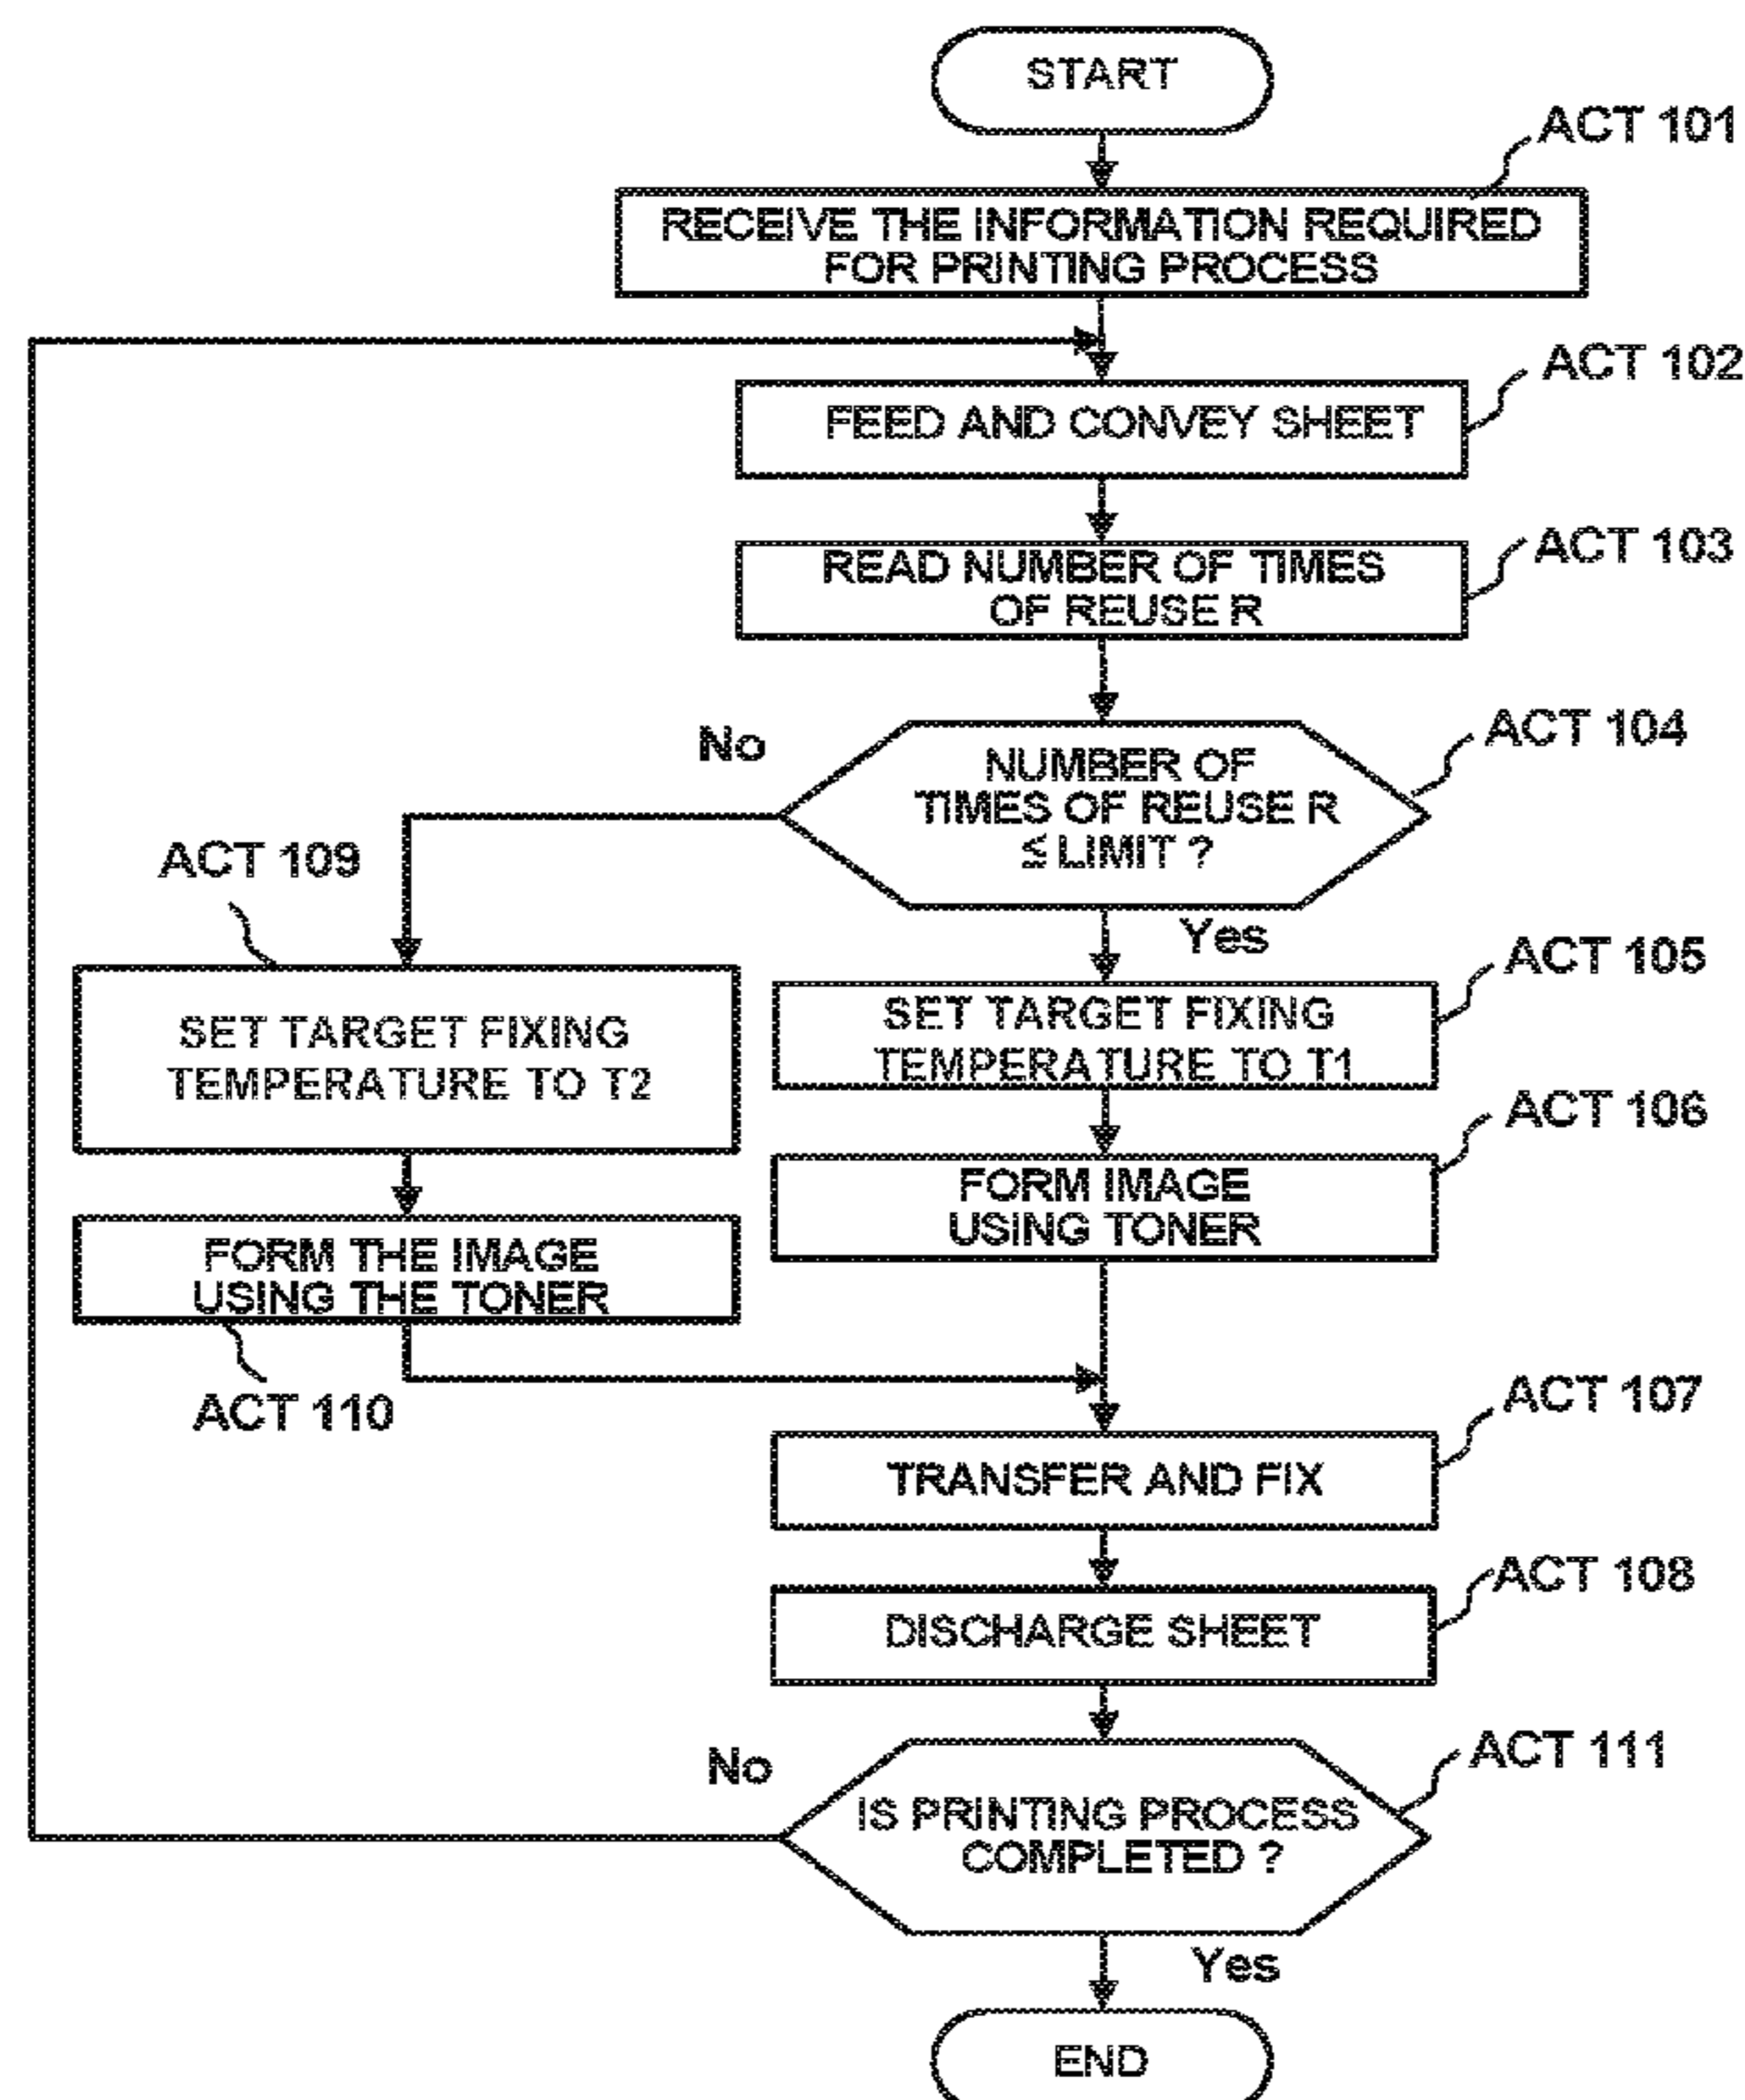 START
ACT 101
RECEIVE THE INFORMATION REQUIRED
FOR PRINTING PROCESS
ACT 102
FEED AND CONVEY SHEET
ACT 103
READ NUMBER OF TIMES
OF REUSE R
ACT 104
No
NUMBER OF
TIMES OF REUSE R
≦ LIMIT ?
Yes
ACT 109
SET TARGET FIXING
TEMPERATURE TO T2
ACT 105
SET TARGET FIXING
TEMPERATURE TO T1
ACT 106
FORM IMAGE
USING TONER
FORM THE IMAGE
USING THE TONER
ACT 110
ACT 107
TRANSFER AND FIX
ACT 108
DISCHARGE SHEET
ACT 111
No
IS PRINTING PROCESS
COMPLETED ?
Yes
END